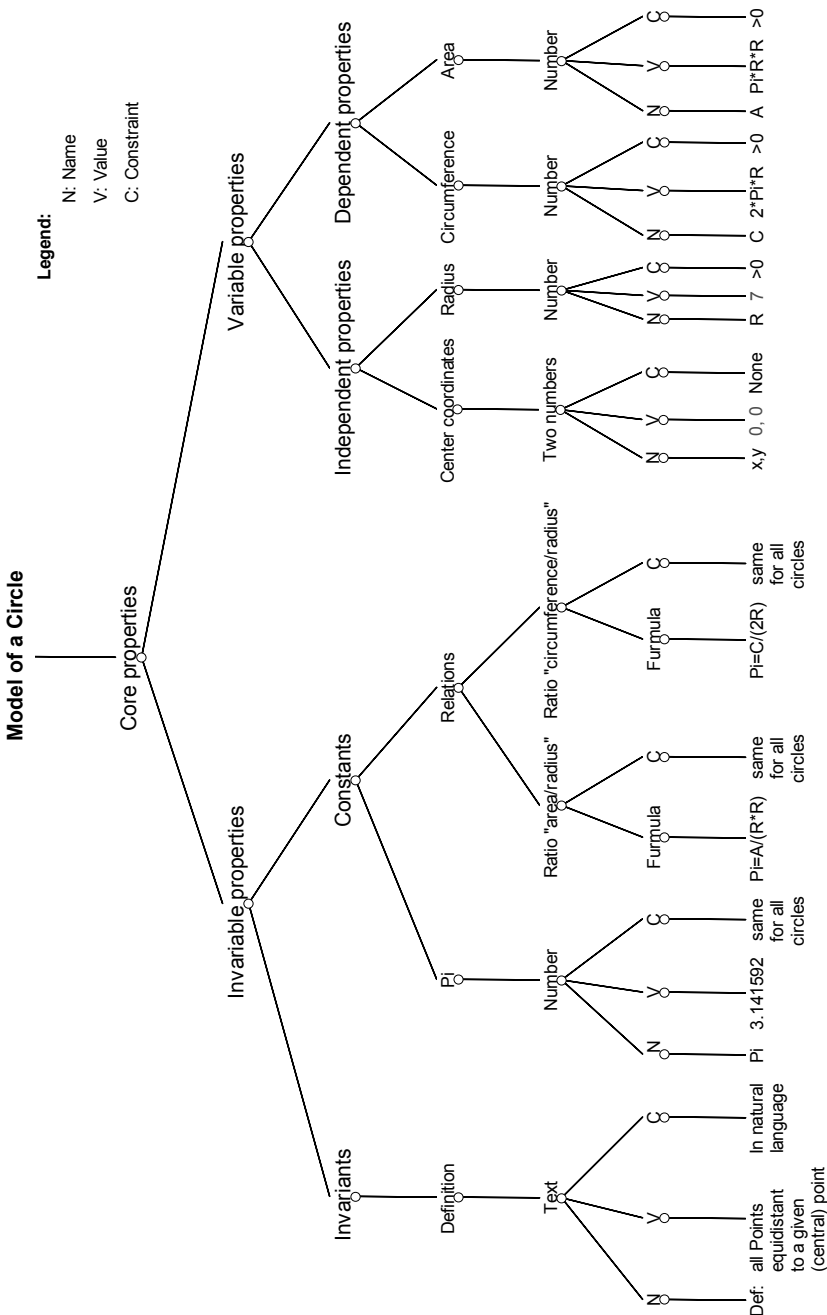 Model of a Circle
Legend:
N: Name
V: Value
C: Constraint
Core properties
Invariable properties
Variable properties
Invariants
Constants
Independent properties
Dependent properties
Definition
Pi
Relations
Center coordinates
Radius
Circumference
Area
Text
Number
Ratio "area/radius"
Ratio "circumference/radius"
Two numbers
Number
Number
Number
N
V
C
N
V
C
Furmula
C
Furmula
C
N
V
C
N
V
C
N
V
C
N
V
C
Def:
all Points
equidistant
to a given
(central) point
In natural
language
Pi
3.141592
same
for all
circles
Pi=A/(R*R)
same
for all
circles
Pi=C/(2R)
same
for all
circles
x,y
0, 0
None
R
7
>0
C
2*Pi*R
>0
A
Pi*R*R
>0